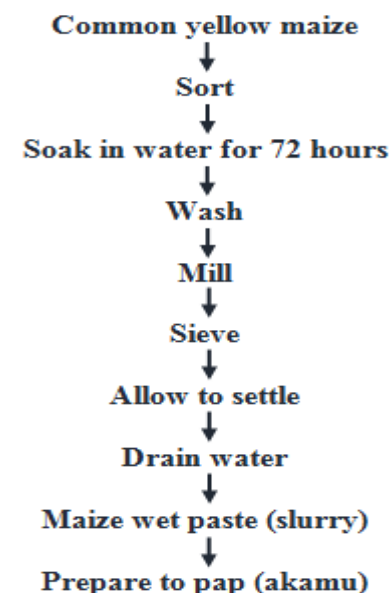 Common yellow maize
Sort
Soak in water for 72 hours
Wash
Mill
Sieve
Allow to settle
Drain water
Maize wet paste (slurry)
Prepare to pap (akamu)